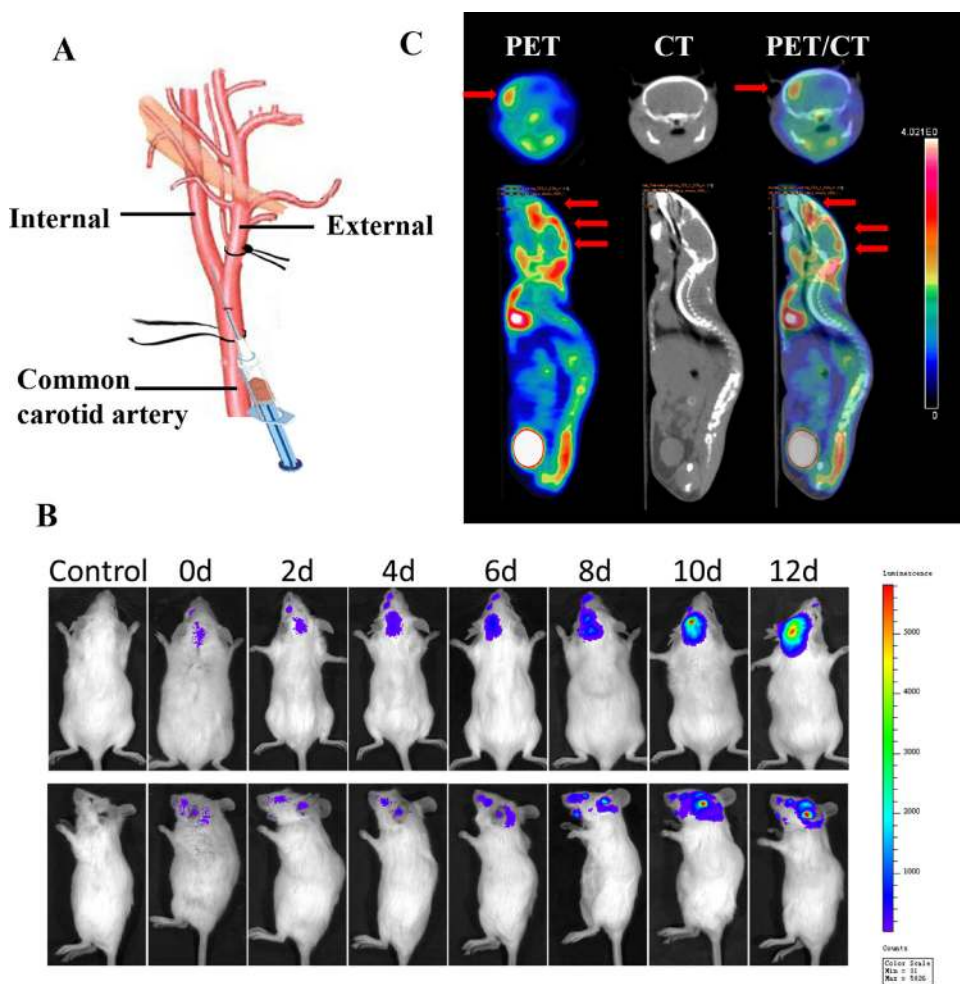 A
Internal
External
Common
carotid artery
C
PET
CT
PET/CT
4.021E0
0
B
Control
0d
2d
4d
6d
8d
10d
12d
Luminescence
5000
4000
3000
2000
1000
Counts
Color Scale